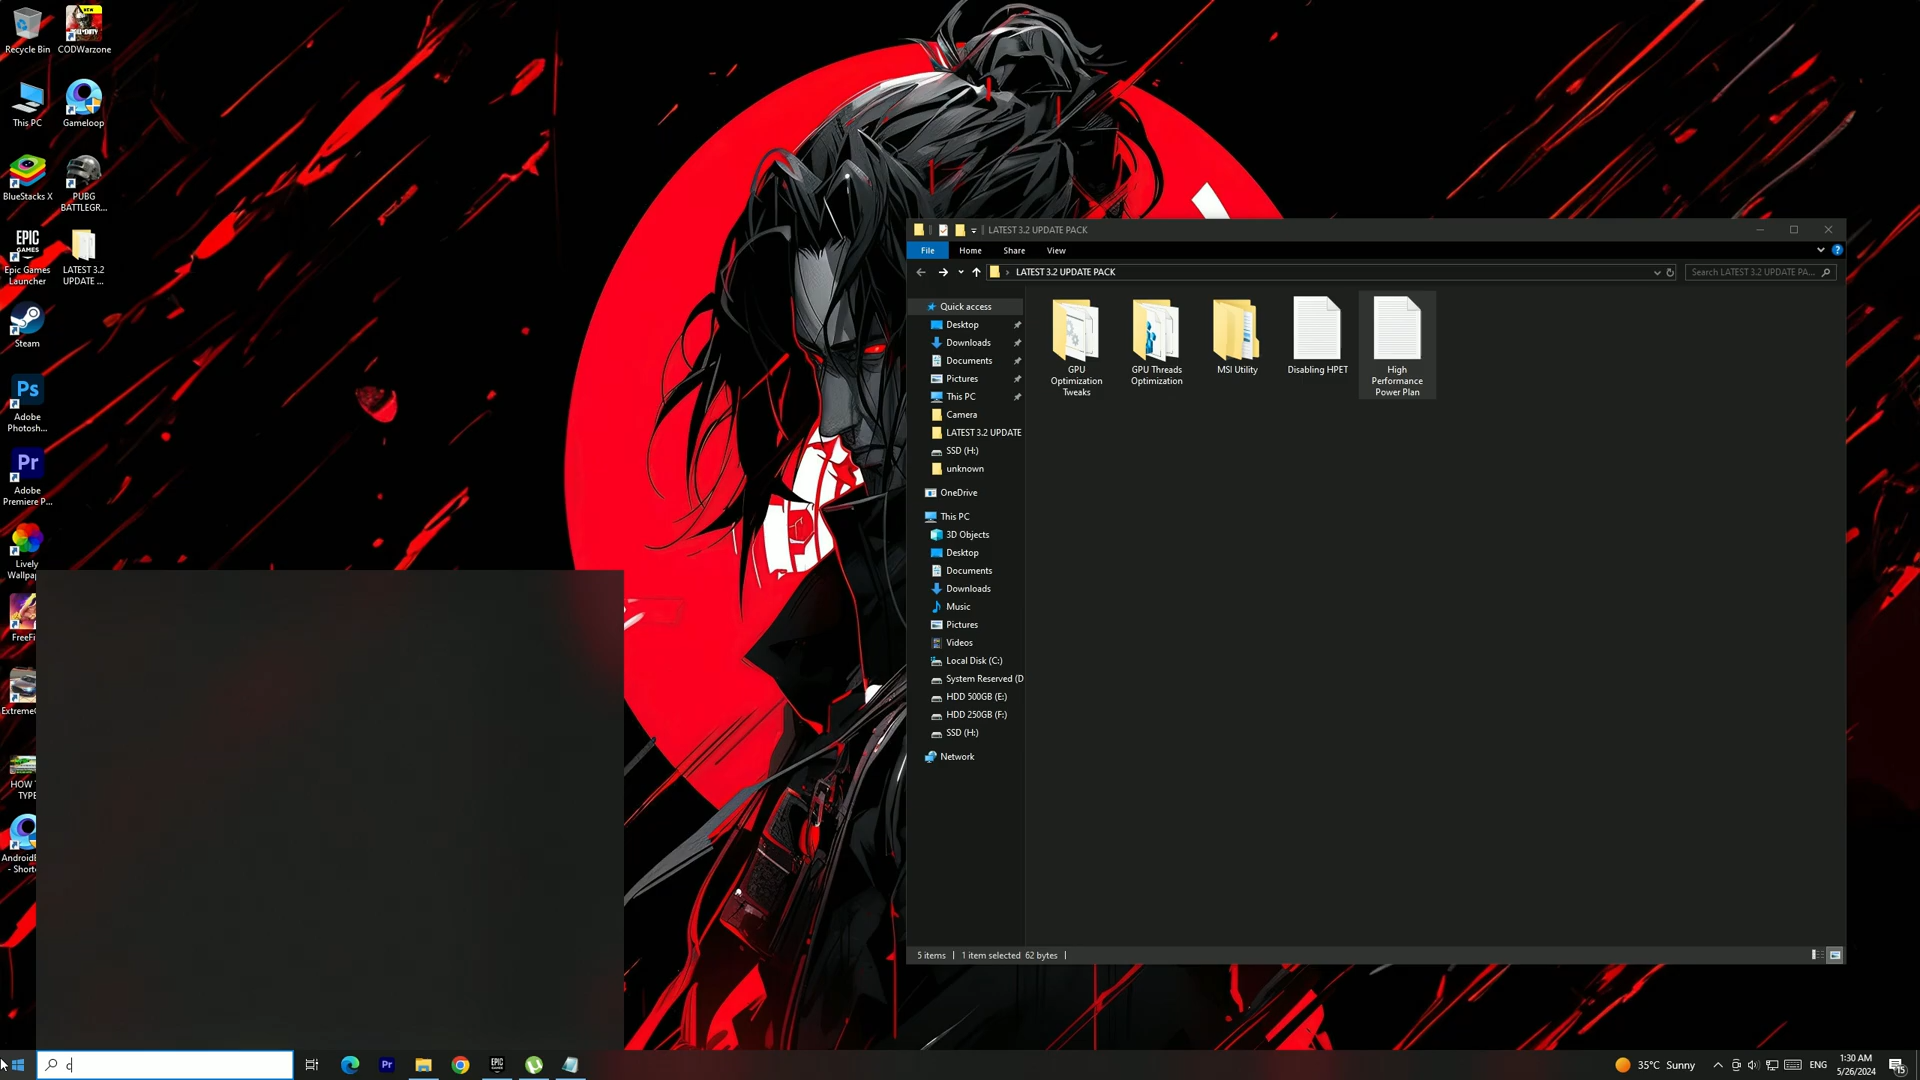 Recycle Bin
CODWarzone
This PC
Gameloop
BlueStacks X
PUBG
BATTLEGR...
EPIC
GAMES
Epic Games
Launcher
LATEST 3.2
UPDATE ...
Steam
Ps
Adobe
Photosh...
Pr
Adobe
Premiere P...
Lively
Wallpap
FreeFi
ExtremeC
HOW T
TYPE
AndroidE
- Shorto
LATEST 3.2 UPDATE PACK
File
Home
Share
View
LATEST 3.2 UPDATE PACK
Search LATEST 3.2 UPDATE PA...
Quick access
Desktop
Downloads
Documents
Pictures
This PC
Camera
LATEST 3.2 UPDATE
SSD (H:)
unknown
OneDrive
This PC
3D Objects
Desktop
Documents
Downloads
Music
Pictures
Videos
Local Disk (C:)
System Reserved (D
HDD 500GB (E:)
HDD 250GB (F:)
SSD (H:)
Network
GPU
Optimization
Tweaks
GPU Threads
Optimization
MSI Utility
Disabling HPET
High
Performance
Power Plan
5 items
1 item selected 62 bytes
c
Pr
EPIC
35°C Sunny
ENG
1:30 AM
5/26/2024
15